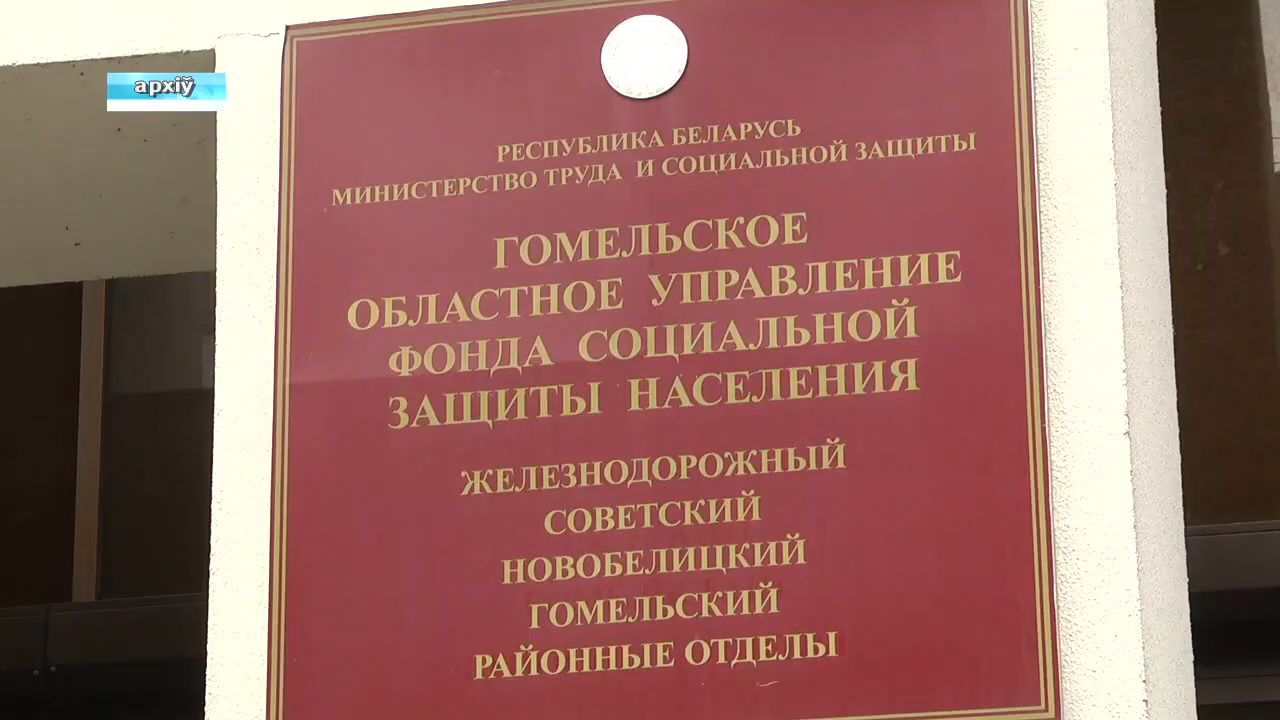 архіў
РЕСПУБЛИКА БЕЛАРУСЬ
МИНИСТЕРСТВО ТРУДА И СОЦИАЛЬНОЙ ЗАЩИТЫ
ГОМЕЛЬСКОЕ
ОБЛАСТНОЕ УПРАВЛЕНИЕ
ФОНДА СОЦИАЛЬНОЙ
ЗАЩИТЫ НАСЕЛЕНИЯ
ЖЕЛЕЗНОДОРОЖНЫЙ
СОВЕТСКИЙ
НОВОБЕЛИЦКИЙ
ГОМЕЛЬСКИЙ
РАЙОННЫЕ ОТДЕЛЫ